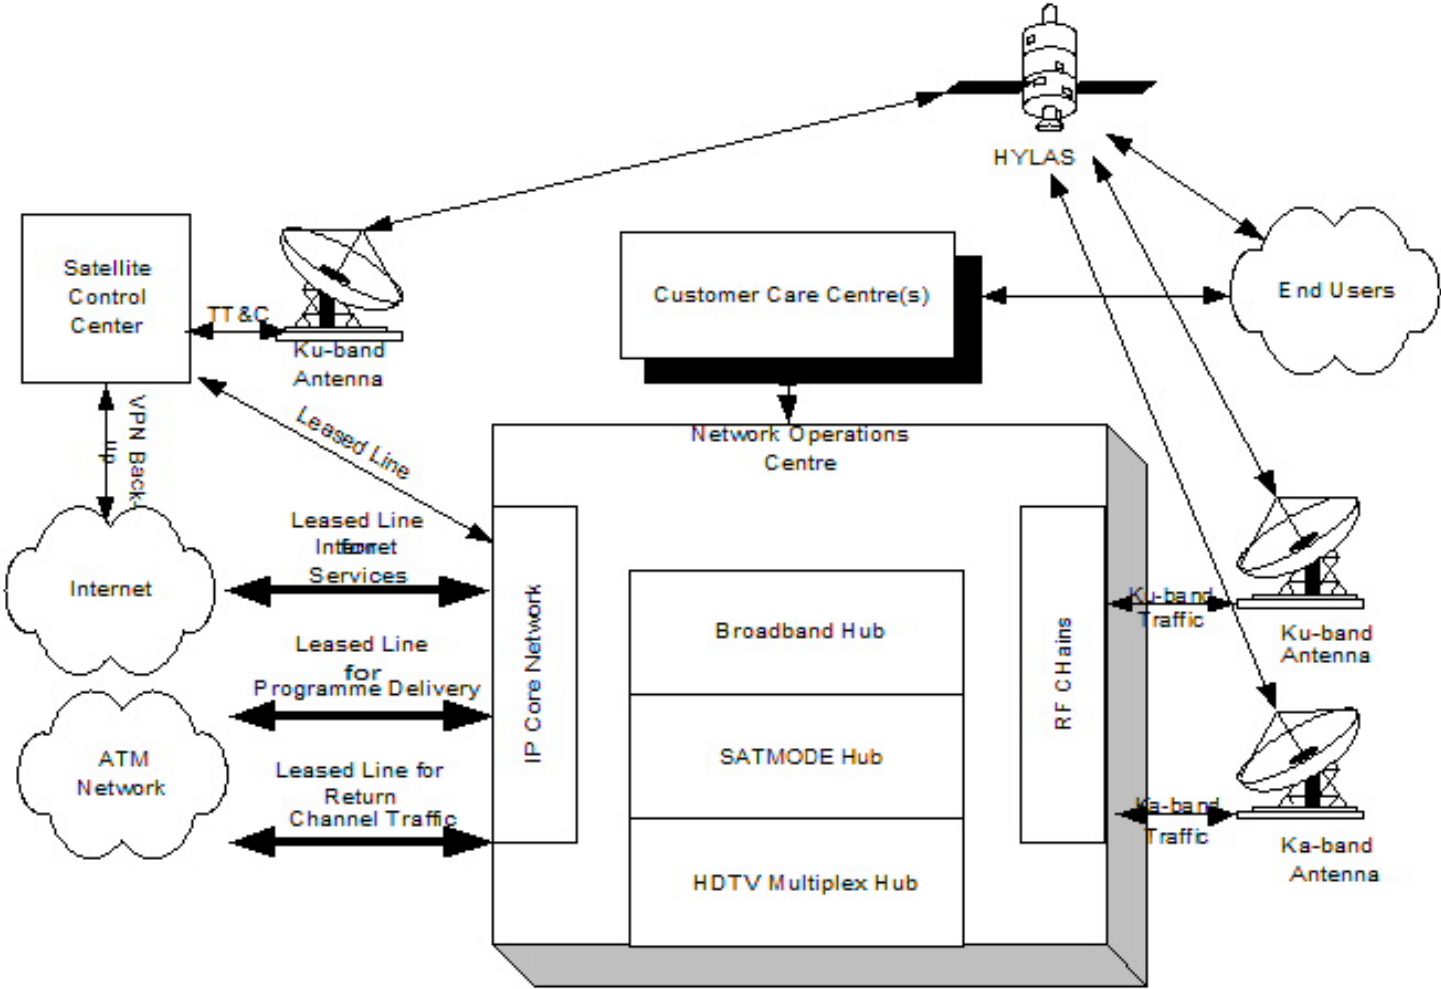 HYLAS
Satellite
Control
Center
TT&C
Ku-band
Antenna
Customer Care Centre(s)
End Users
VPN Back-
up
Leased Line
Network Operations
Centre
Leased Line
for
Internet
Services
Internet
Leased Line
for
Programme Delivery
ATM
Network
Leased Line for
Return
Channel Traffic
IP Core Network
Broadband Hub
SATMODE Hub
HDTV Multiplex Hub
RF CHains
Ku-band
Traffic
Ku-band
Antenna
Ka-band
Traffic
Ka-band
Antenna